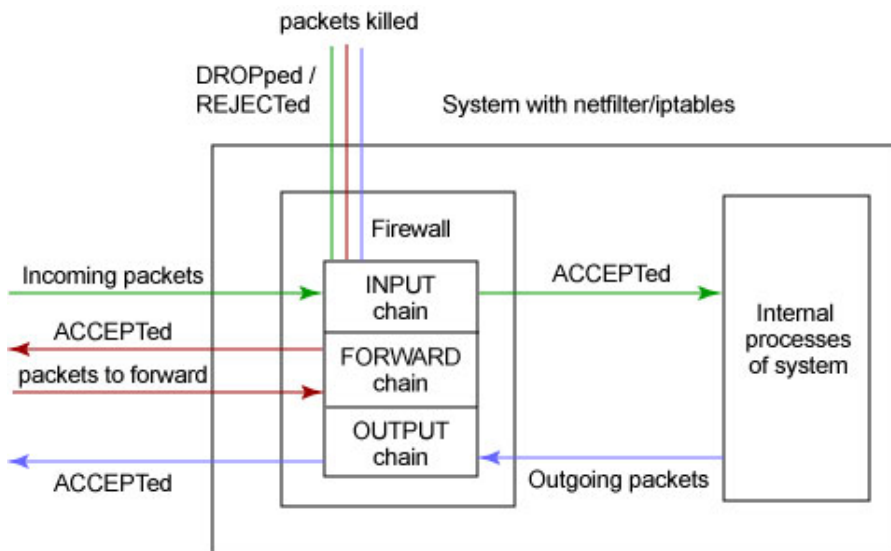 packets killed
DROPped /
REJECTed
System with netfilter/iptables
Firewall
Incoming packets
INPUT
chain
ACCEPTed
ACCEPTed
FORWARD
chain
packets to forward
Internal
processes
of system
OUTPUT
chain
ACCEPTed
Outgoing packets